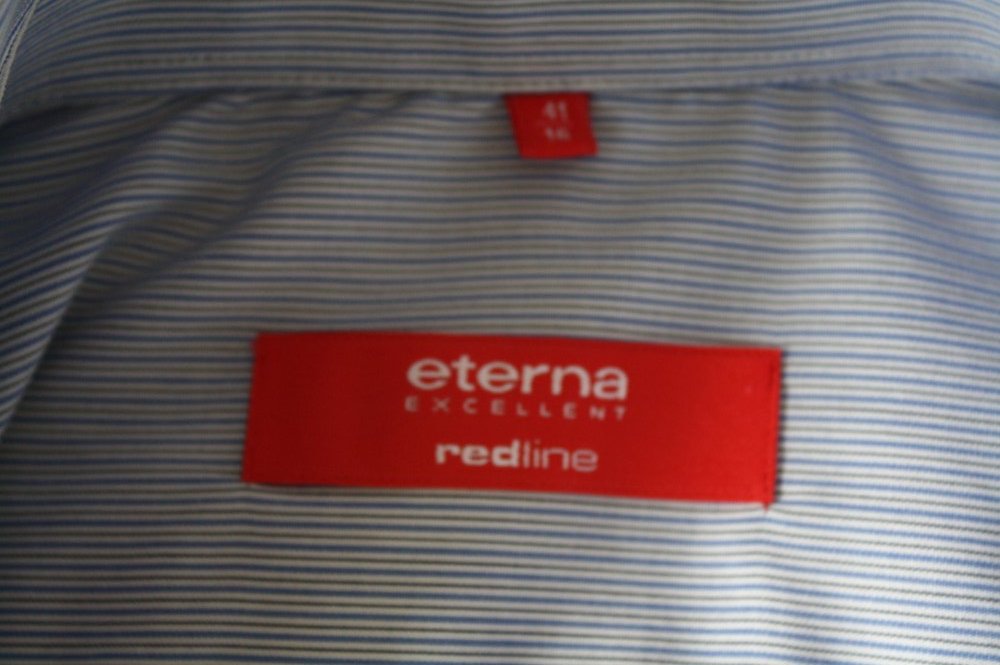 41
16
eterna
EXCELLENT
redline